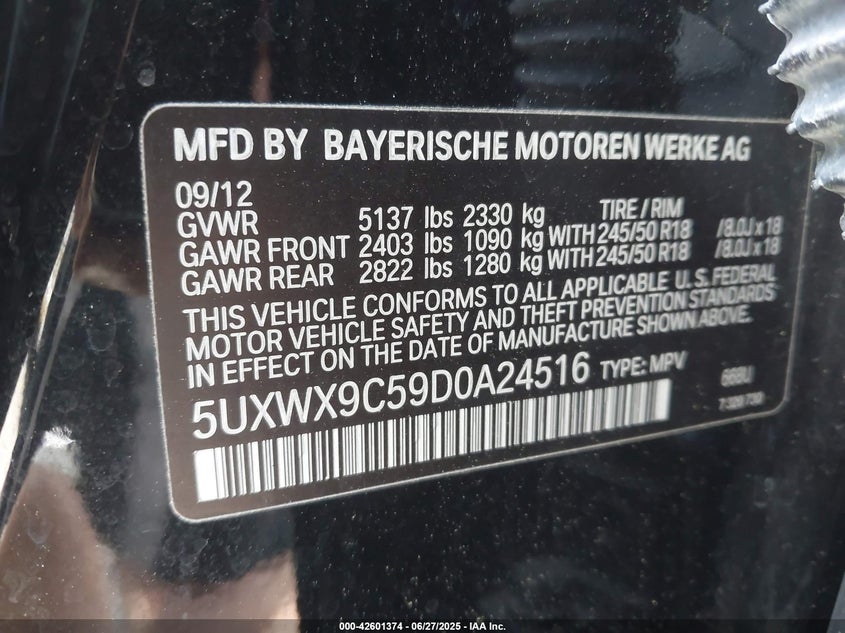 MFD BY BAYERISCHE MOTOREN WERKE AG
09/12 TIRE / RIM
GVWR 5137 lbs 2330 kg
GAWR FRONT 2403 lbs 1090 kg WITH 245/50 R18 /8.0J x 18
GAWR REAR 2822 lbs 1280 kg WITH 245/50 R18 /8.0J x 18
THIS VEHICLE CONFORMS TO ALL APPLICABLE U.S. FEDERAL
MOTOR VEHICLE SAFETY AND THEFT PREVENTION STANDARDS
IN EFFECT ON THE DATE OF MANUFACTURE SHOWN ABOVE.
5UXWX9C59D0A24516 TYPE: MPV 668U
000-42601374 | 06/27/2025 - IAA Inc.